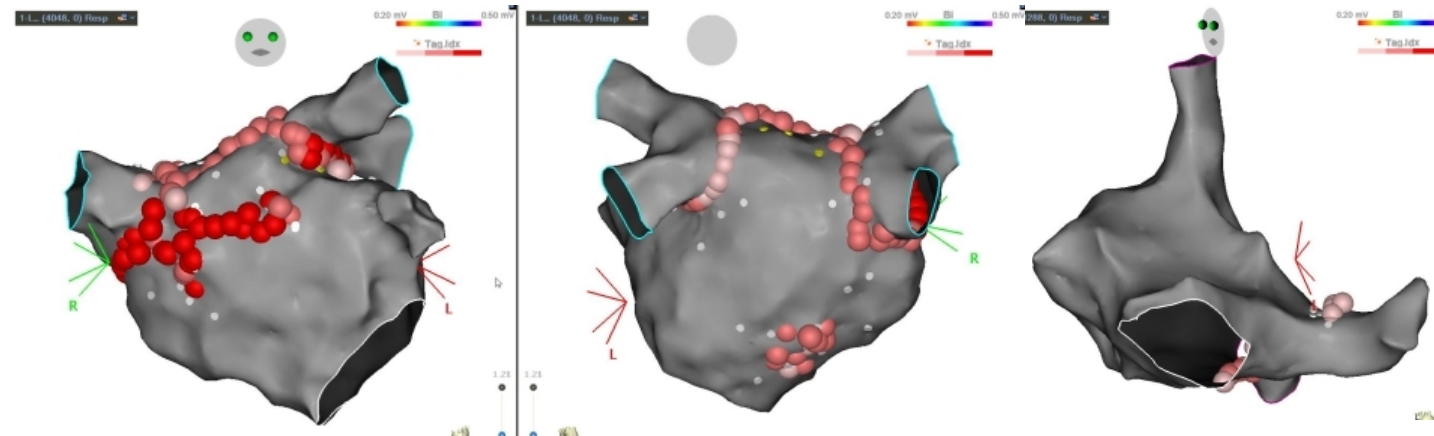 1-L... (4048, 0) Resp
0.20 mV Bi 0.50 mV
Tag.Idx
R
L
1.21
1-L... (4048, 0) Resp
0.20 mV Bi 0.50 mV
Tag.Idx
R
L
1.21
288, 0) Resp
0.20 mV Bi
Tag.Idx